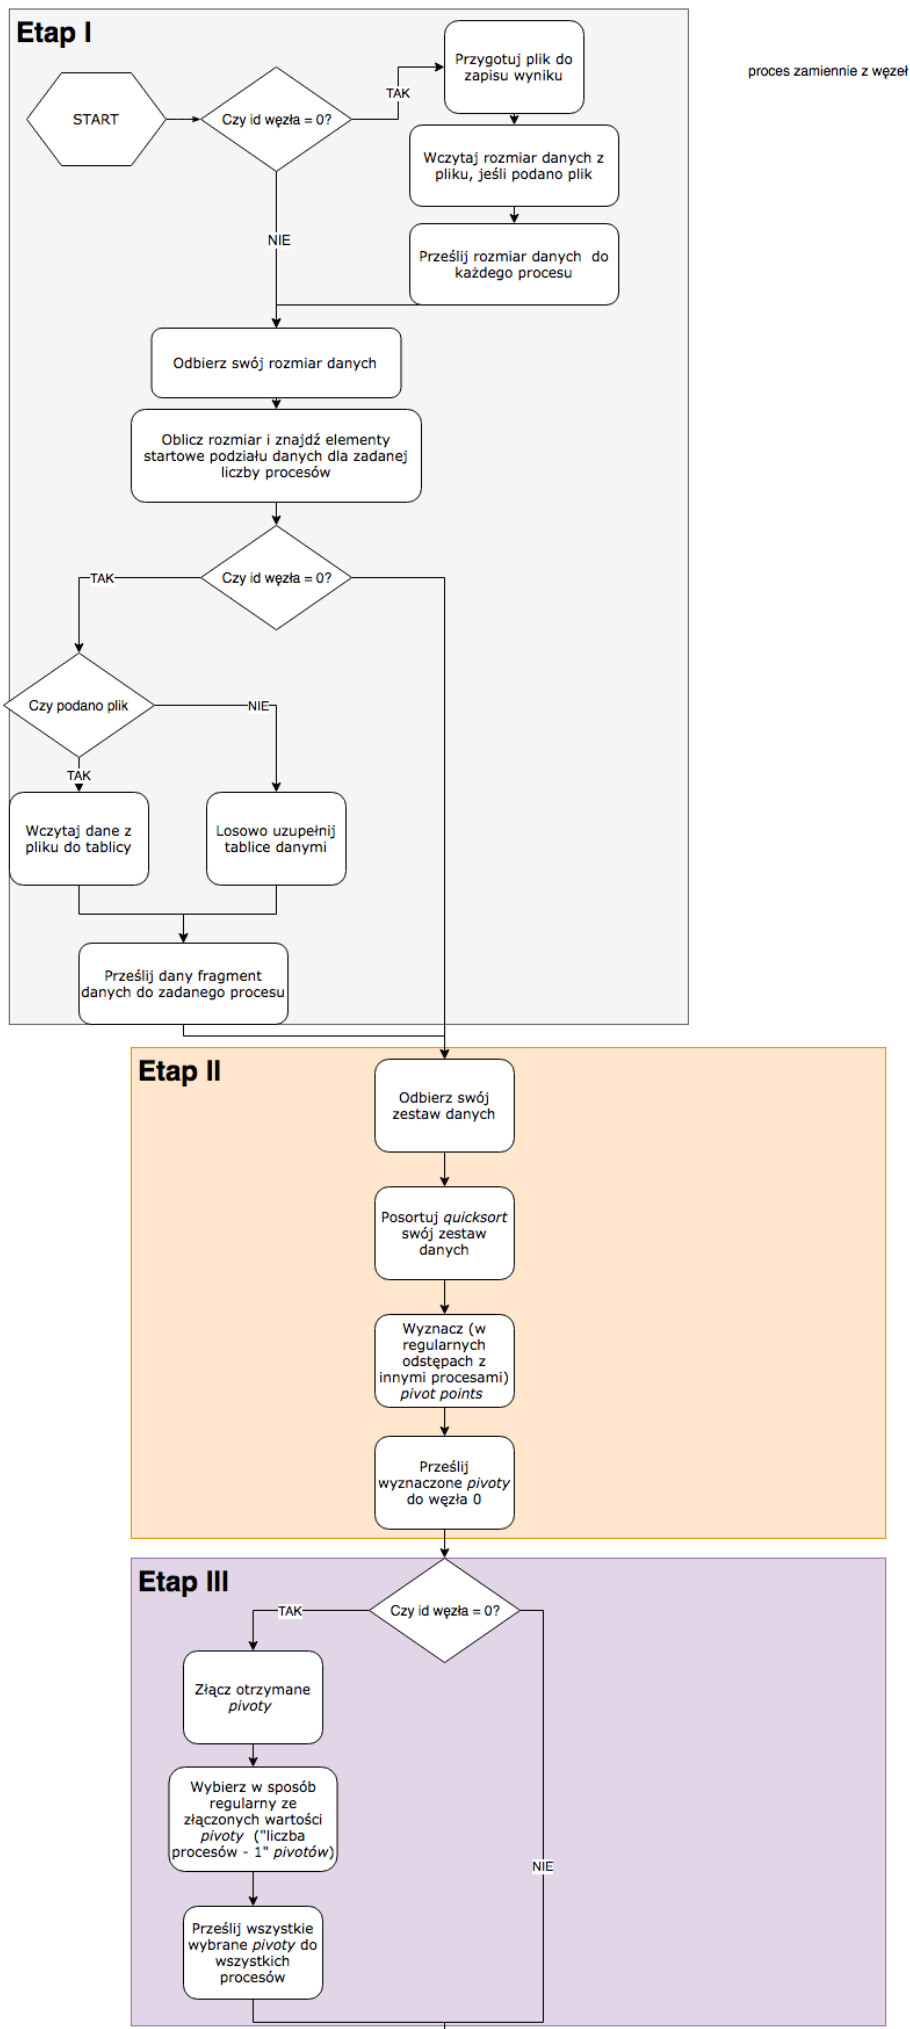 Etap I
proces zamiennie z węzeł
START
Czy id węzła = 0?
TAK
Przygotuj plik do
zapisu wyniku
Wczytaj rozmiar danych z
pliku, jeśli podano plik
Prześlij rozmiar danych do
każdego procesu
NIE
Odbierz swój rozmiar danych
Oblicz rozmiar i znajdź elementy
startowe podziału danych dla zadanej
liczby procesów
Czy id węzła = 0?
TAK
Czy podano plik
NIE
TAK
Wczytaj dane z
pliku do tablicy
Losowo uzupełnij
tablice danymi
Prześlij dany fragment
danych do zadanego procesu
Etap II
Odbierz swój
zestaw danych
Posortuj quicksort
swój zestaw
danych
Wyznacz (w
regularnych
odstępach z
innymi procesami)
pivot points
Prześlij
wyznaczone pivoty
do węzła 0
Etap III
Czy id węzła = 0?
TAK
Złącz otrzymane
pivoty
Wybierz w sposób
regularny ze
złączonych wartości
pivoty ("liczba
procesów - 1" pivotów)
NIE
Prześlij wszystkie
wybrane pivoty do
wszystkich
procesów